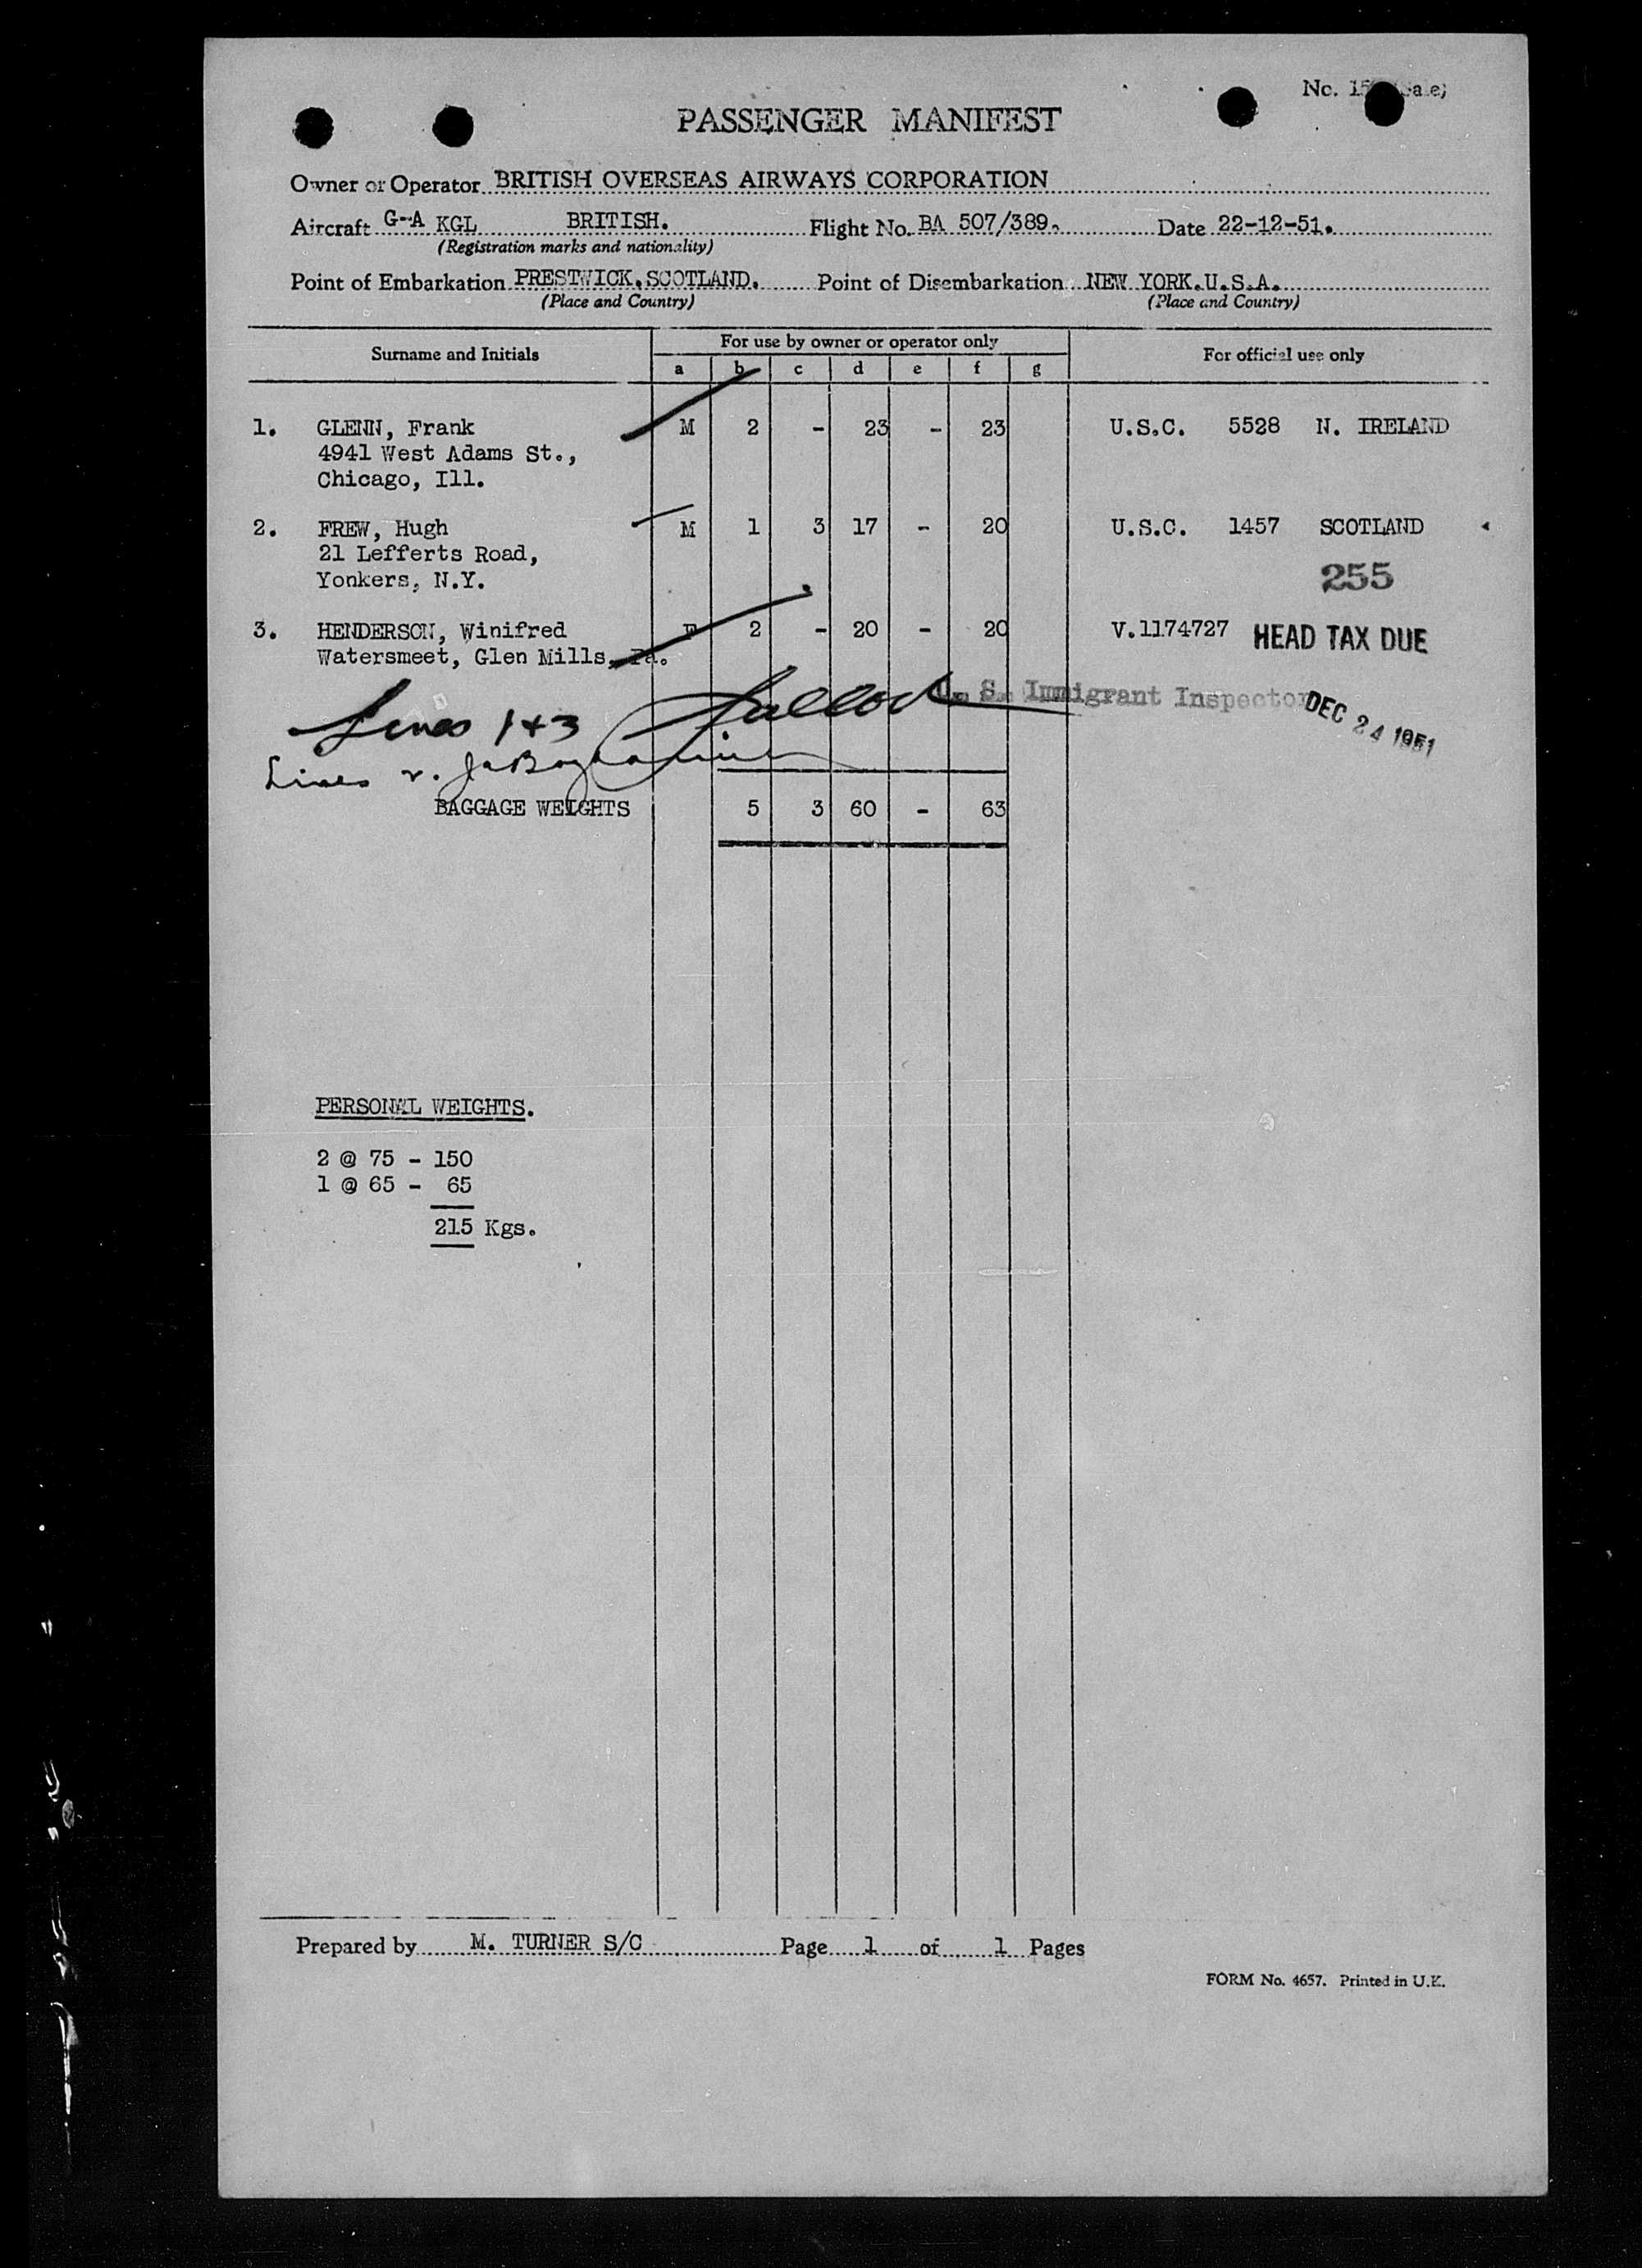 No. 15
PASSENGER MANIFEST
Owner or Operator BRITISH OVERSEAS AIRWAYS CORPORATION
Aircraft G-A KGL BRITISH. Flight No. BA 507/389. Date 22-12-51.
(Registration marks and nationality)
Point of Embarkation PRESTWICK.SCOTLAND. Point of Disembarkation NEW YORK.U.S.A.
(Place and Country) (Place and Country)
Surname and Initials For use by owner or operator only For official use only
a b c d e f g
1. GLENN, Frank M 2 - 23 - 23 U.S.C. 5528 N. IRELAND
4941 West Adams St.,
Chicago, Ill.
2. FREW, Hugh M 1 3 17 - 20 U.S.C. 1457 SCOTLAND
21 Lefferts Road,
Yonkers, N.Y.
255
3. HENDERSON, Winifred F 2 - 20 - 20 V.1174727 HEAD TAX DUE
Watersmeet, Glen Mills, Pa.
U. S. Immigrant Inspector DEC 24 1951
Lines 1+3
Lines
BAGGAGE WEIGHTS 5 3 60 - 63
PERSONAL WEIGHTS.
2 @ 75 - 150
1 @ 65 - 65
215 Kgs.
Prepared by M. TURNER S/C Page 1 of 1 Pages
FORM No. 4657. Printed in U.K.